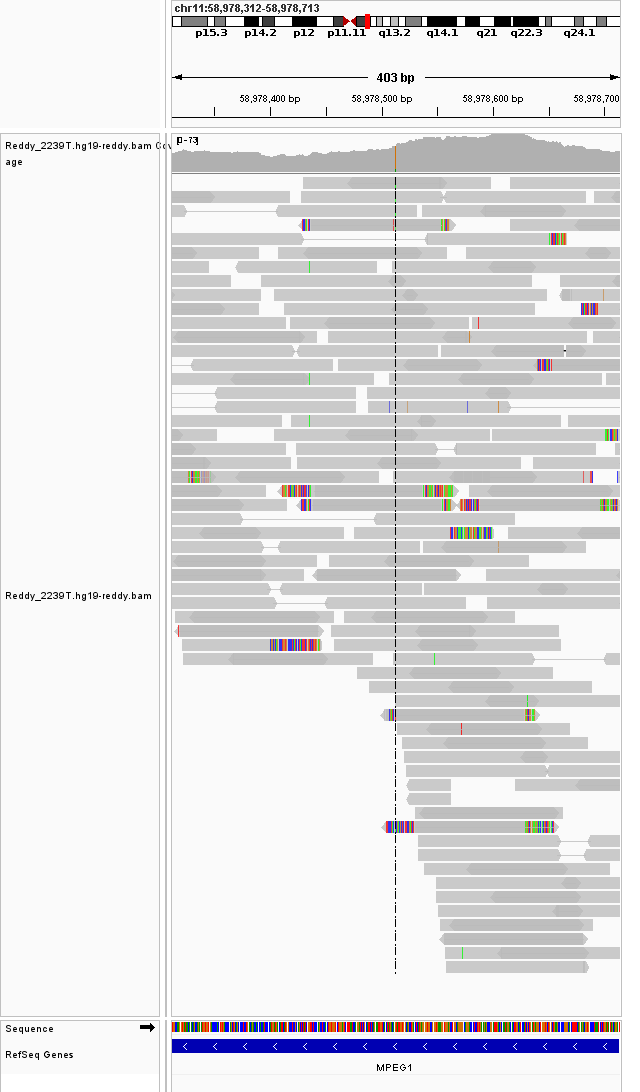 chr11:58,978,312-58,978,713
p15.3 p14.2 p12 p11.11 q13.2 q14.1 q21 q22.3 q24.1
403 bp
58,978,400 bp 58,978,500 bp 58,978,600 bp 58,978,700
Reddy_2239T.hg19-reddy.bam Cov
age
[0-73]
Reddy_2239T.hg19-reddy.bam
Sequence
RefSeq Genes
MPEG1